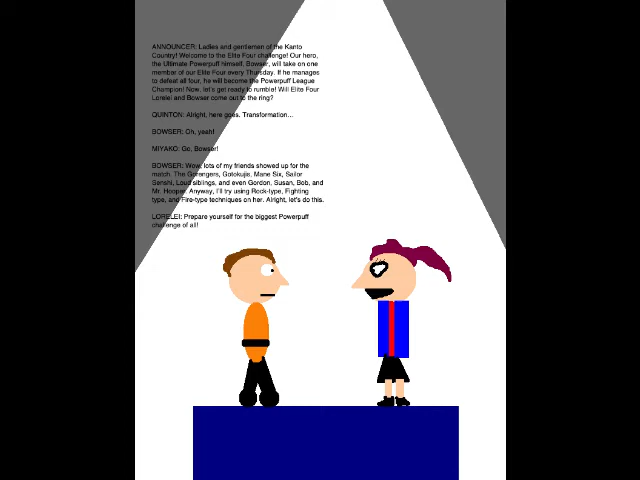 ANNOUNCER: Ladies and gentlemen of the Kanto
Country! Welcome to the Elite Four challenge! Our hero,
the Ultimate Powerpuff himself, Bowser, will take on one
member of our Elite Four every Thursday. If he manages
to defeat all four, he will become the Powerpuff League
Champion! Now, let's get ready to rumble! Will Elite Four
Lorelei and Bowser come out to the ring?
QUINTON: Alright, here goes. Transformation...
BOWSER: Oh, yeah!
MIYAKO: Go, Bowser!
BOWSER: Wow, lots of my friends showed up for the
match. The Gorengers, Gotokujie, Mane Six, Sailor
Senshi, Loud siblings, and even Gordon, Susan, Bob, and
Mr. Hooper. Anyway, I'll try using Rock-type, Fighting
type, and Fire-type techniques on her. Alright, let's do this.
LORELEI: Prepare yourself for the biggest Powerpuff
challenge of all!